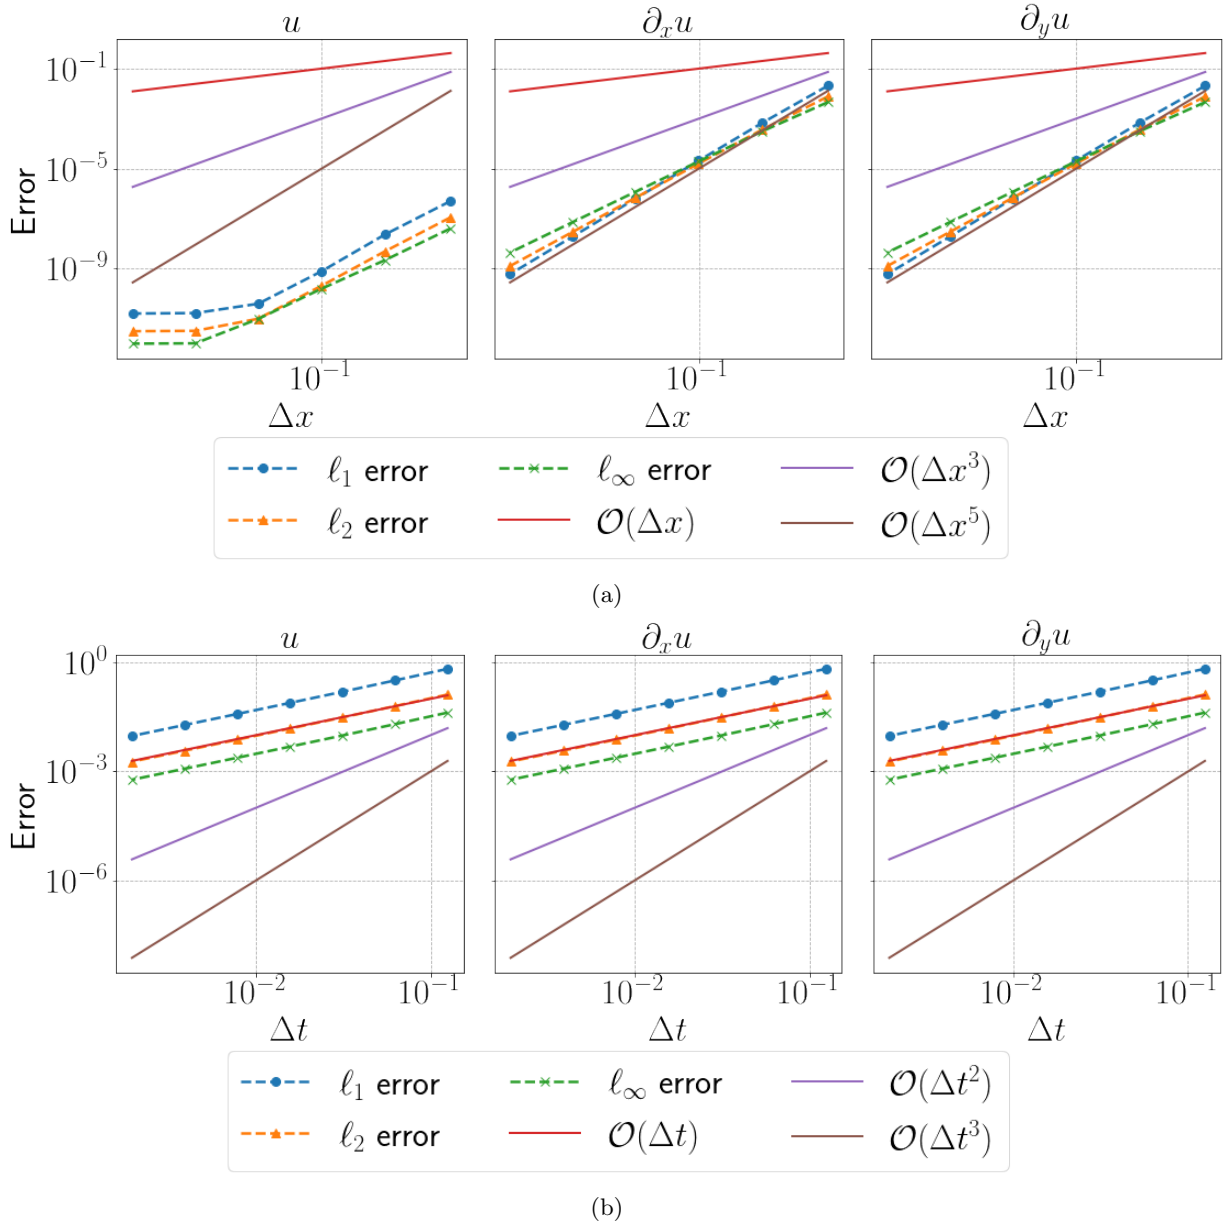 u ∂ₓu ∂ᵧu
10⁻¹
10⁻⁵
10⁻⁹
Error
10⁻¹ 10⁻¹ 10⁻¹
Δx Δx Δx
ℓ₁ error ℓ∞ error 𝒪(Δx³)
ℓ₂ error 𝒪(Δx) 𝒪(Δx⁵)
(a)
u ∂ₓu ∂ᵧu
10⁰
10⁻³
10⁻⁶
Error
10⁻² 10⁻¹ 10⁻² 10⁻¹ 10⁻² 10⁻¹
Δt Δt Δt
ℓ₁ error ℓ∞ error 𝒪(Δt²)
ℓ₂ error 𝒪(Δt) 𝒪(Δt³)
(b)